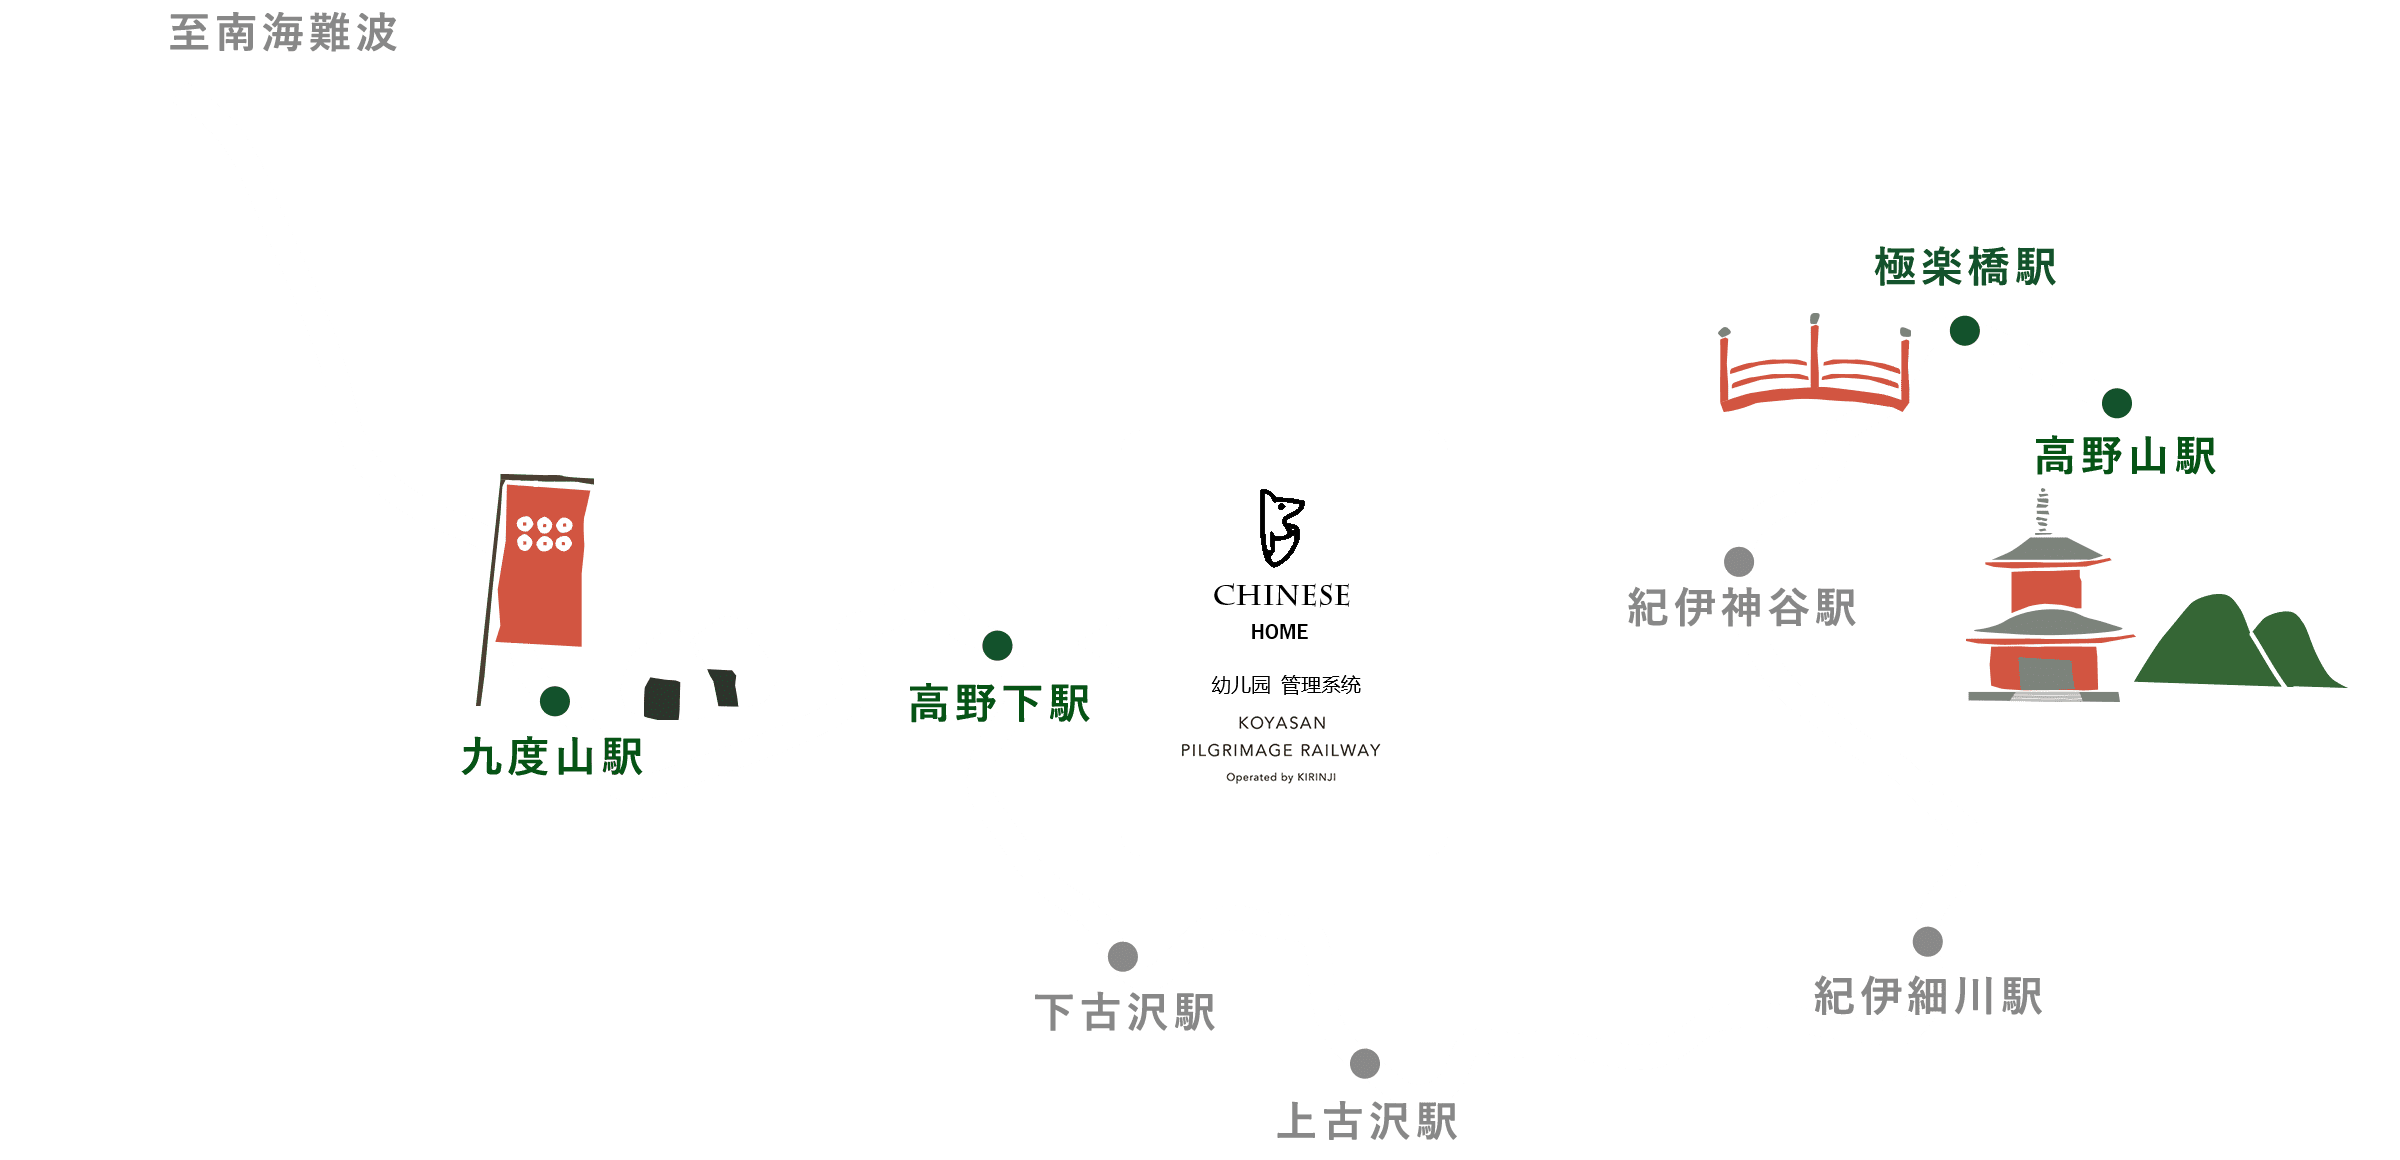 至南海難波
極楽橋駅
高野山駅
紀伊神谷駅
CHINESE
HOME
幼儿园 管理系统
KOYASAN
PILGRIMAGE RAILWAY
Operated by KIRINJI
高野下駅
九度山駅
紀伊細川駅
下古沢駅
上古沢駅